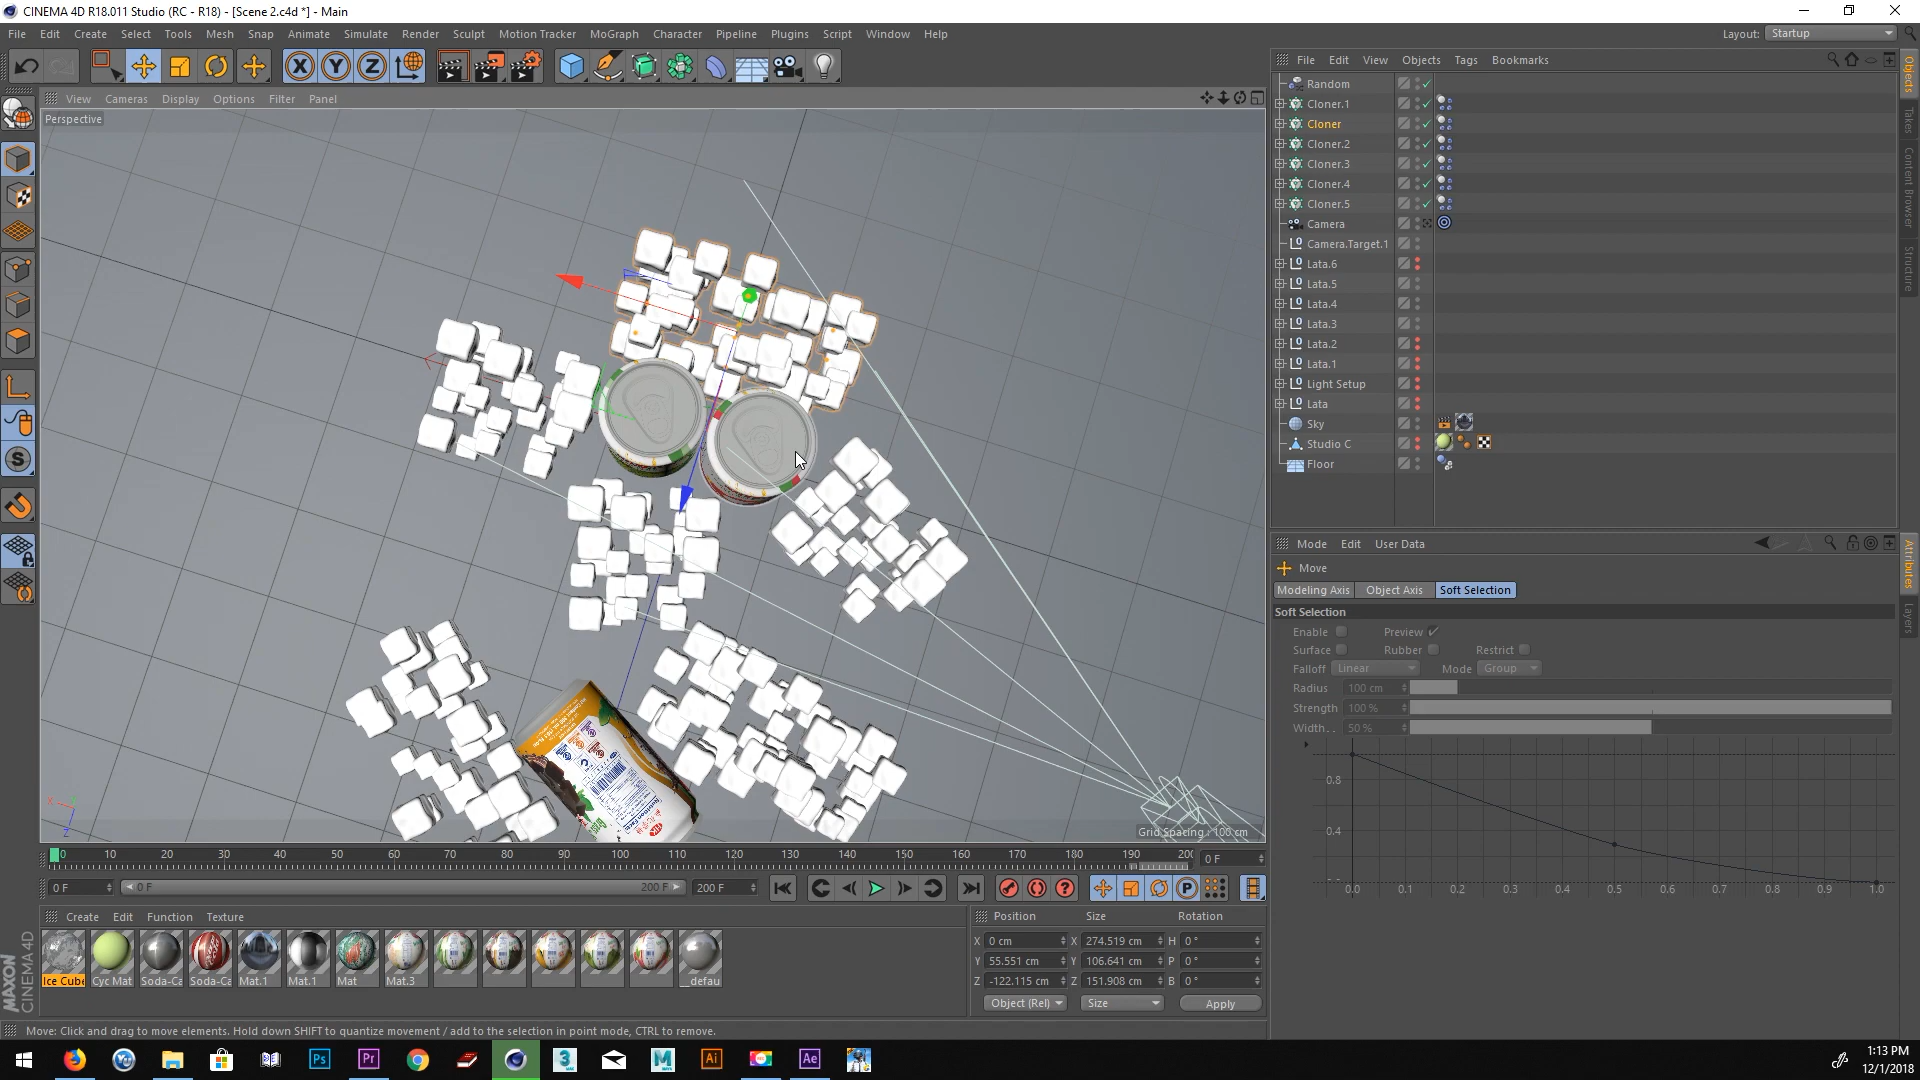 CINEMA 4D R18.011 Studio (RC - R18) - [Scene 2.c4d *] - Main
File Edit Create Select Tools Mesh Snap Animate Simulate Render Sculpt Motion Tracker MoGraph Character Pipeline Plugins Script Window Help
Layout: Startup
View Cameras Display Options Filter Panel
Perspective
Grid Spacing : 100 cm
File Edit View Objects Tags Bookmarks
Random
Cloner.1
Cloner
Cloner.2
Cloner.3
Cloner.4
Cloner.5
Camera
Camera.Target.1
Lata.6
Lata.5
Lata.4
Lata.3
Lata.2
Lata.1
Light Setup
Lata
Sky
Studio C
Floor
Objects
Takes
Content Browser
Structure
Mode Edit User Data
Move
Modeling Axis Object Axis Soft Selection
Soft Selection
Enable Preview
Surface Rubber Restrict
Falloff Linear Mode Group
Radius 100 cm
Strength 100 %
Width. . 50 %
0.8
0.4
0.0 0.1 0.2 0.3 0.4 0.5 0.6 0.7 0.8 0.9 1.0
Attributes
Layers
0 10 20 30 40 50 60 70 80 90 100 110 120 130 140 150 160 170 180 190 200
0 F
0 F 0 F 200 F 200 F
Create Edit Function Texture
Ice Cube Cyc Mat Soda-Ca Soda-Ca Mat.1 Mat.1 Mat Mat.3 __defau
Position Size Rotation
X 0 cm X 274.519 cm H 0 °
Y 55.551 cm Y 106.641 cm P 0 °
Z -122.115 cm Z 151.908 cm B 0 °
Object (Rel) Size Apply
MAXON
CINEMA 4D
Move: Click and drag to move elements. Hold down SHIFT to quantize movement / add to the selection in point mode, CTRL to remove.
1:13 PM
12/1/2018